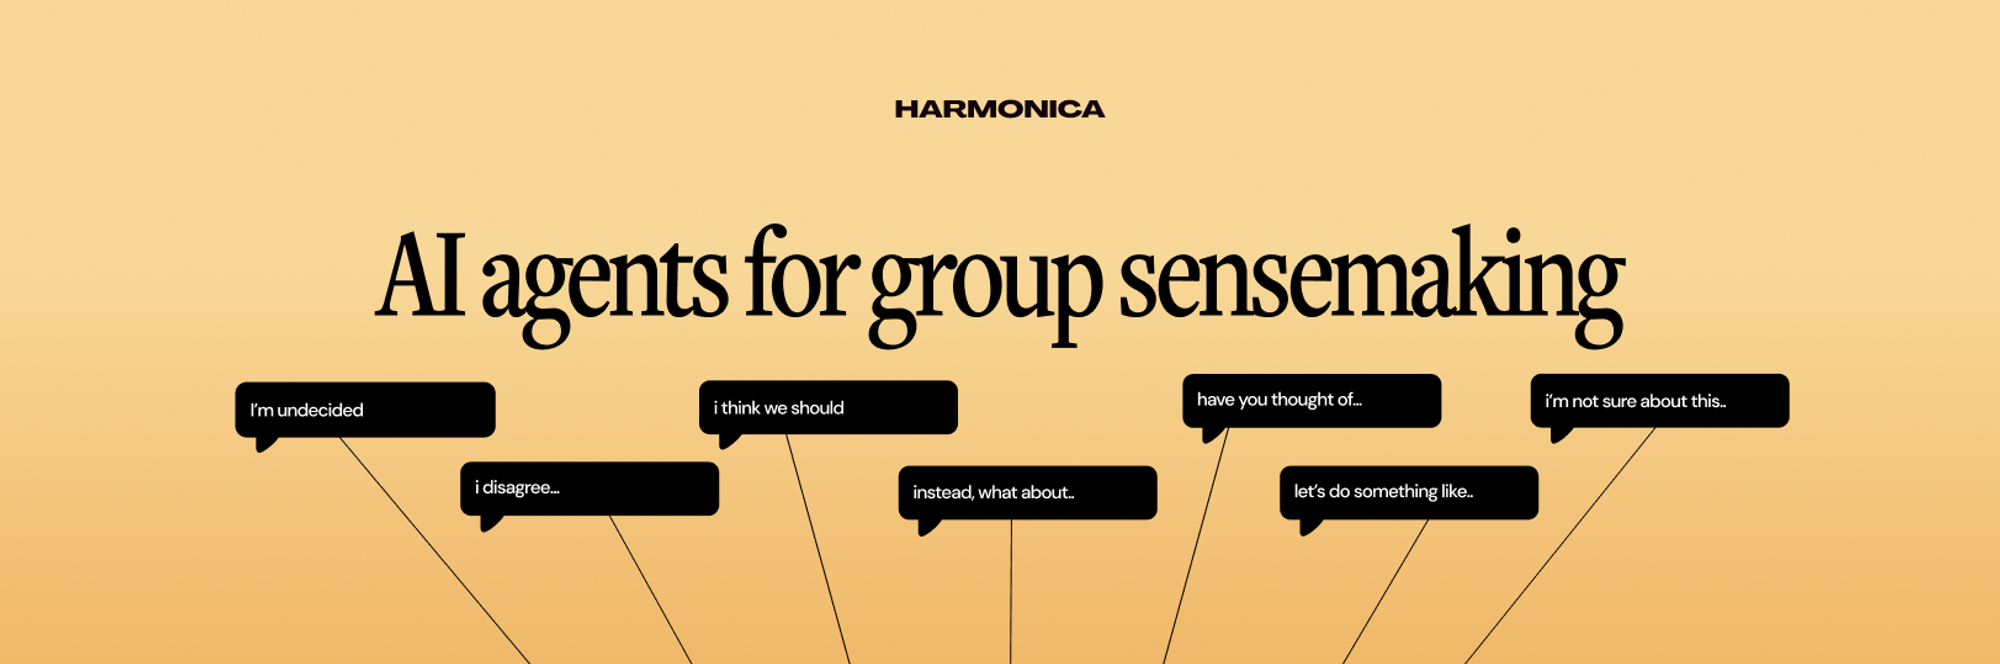 HARMONICA
AI agents for group sensemaking
I'm undecided
i think we should
have you thought of...
i'm not sure about this..
i disagree...
instead, what about..
let's do something like..